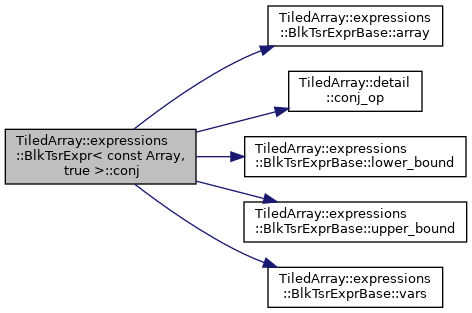 TiledArray::expressions
::BlkTsrExprBase::array
TiledArray::detail
::conj_op
TiledArray::expressions
::BlkTsrExpr< const Array,
true >::conj
TiledArray::expressions
::BlkTsrExprBase::lower_bound
TiledArray::expressions
::BlkTsrExprBase::upper_bound
TiledArray::expressions
::BlkTsrExprBase::vars